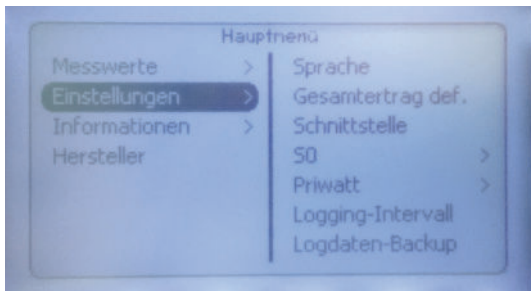 Hauptmenü
Messwerte >
Einstellungen >
Informationen >
Hersteller
Sprache
Gesamtertrag def.
Schnittstelle
S0 >
Priwatt >
Logging-Intervall
Logdaten-Backup